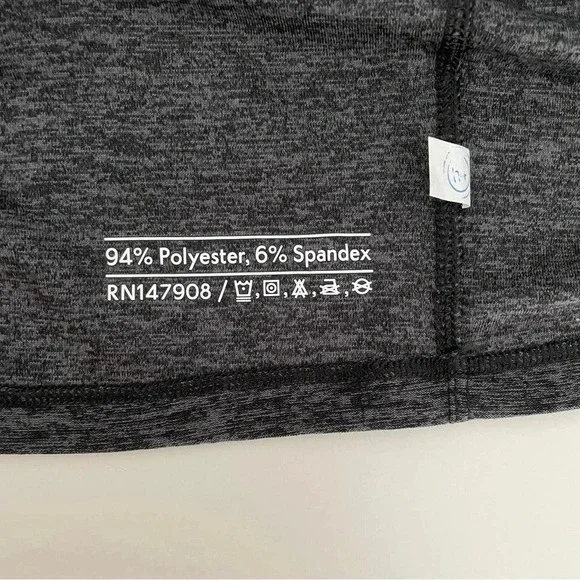 94% Polyester, 6% Spandex
RN147908 /